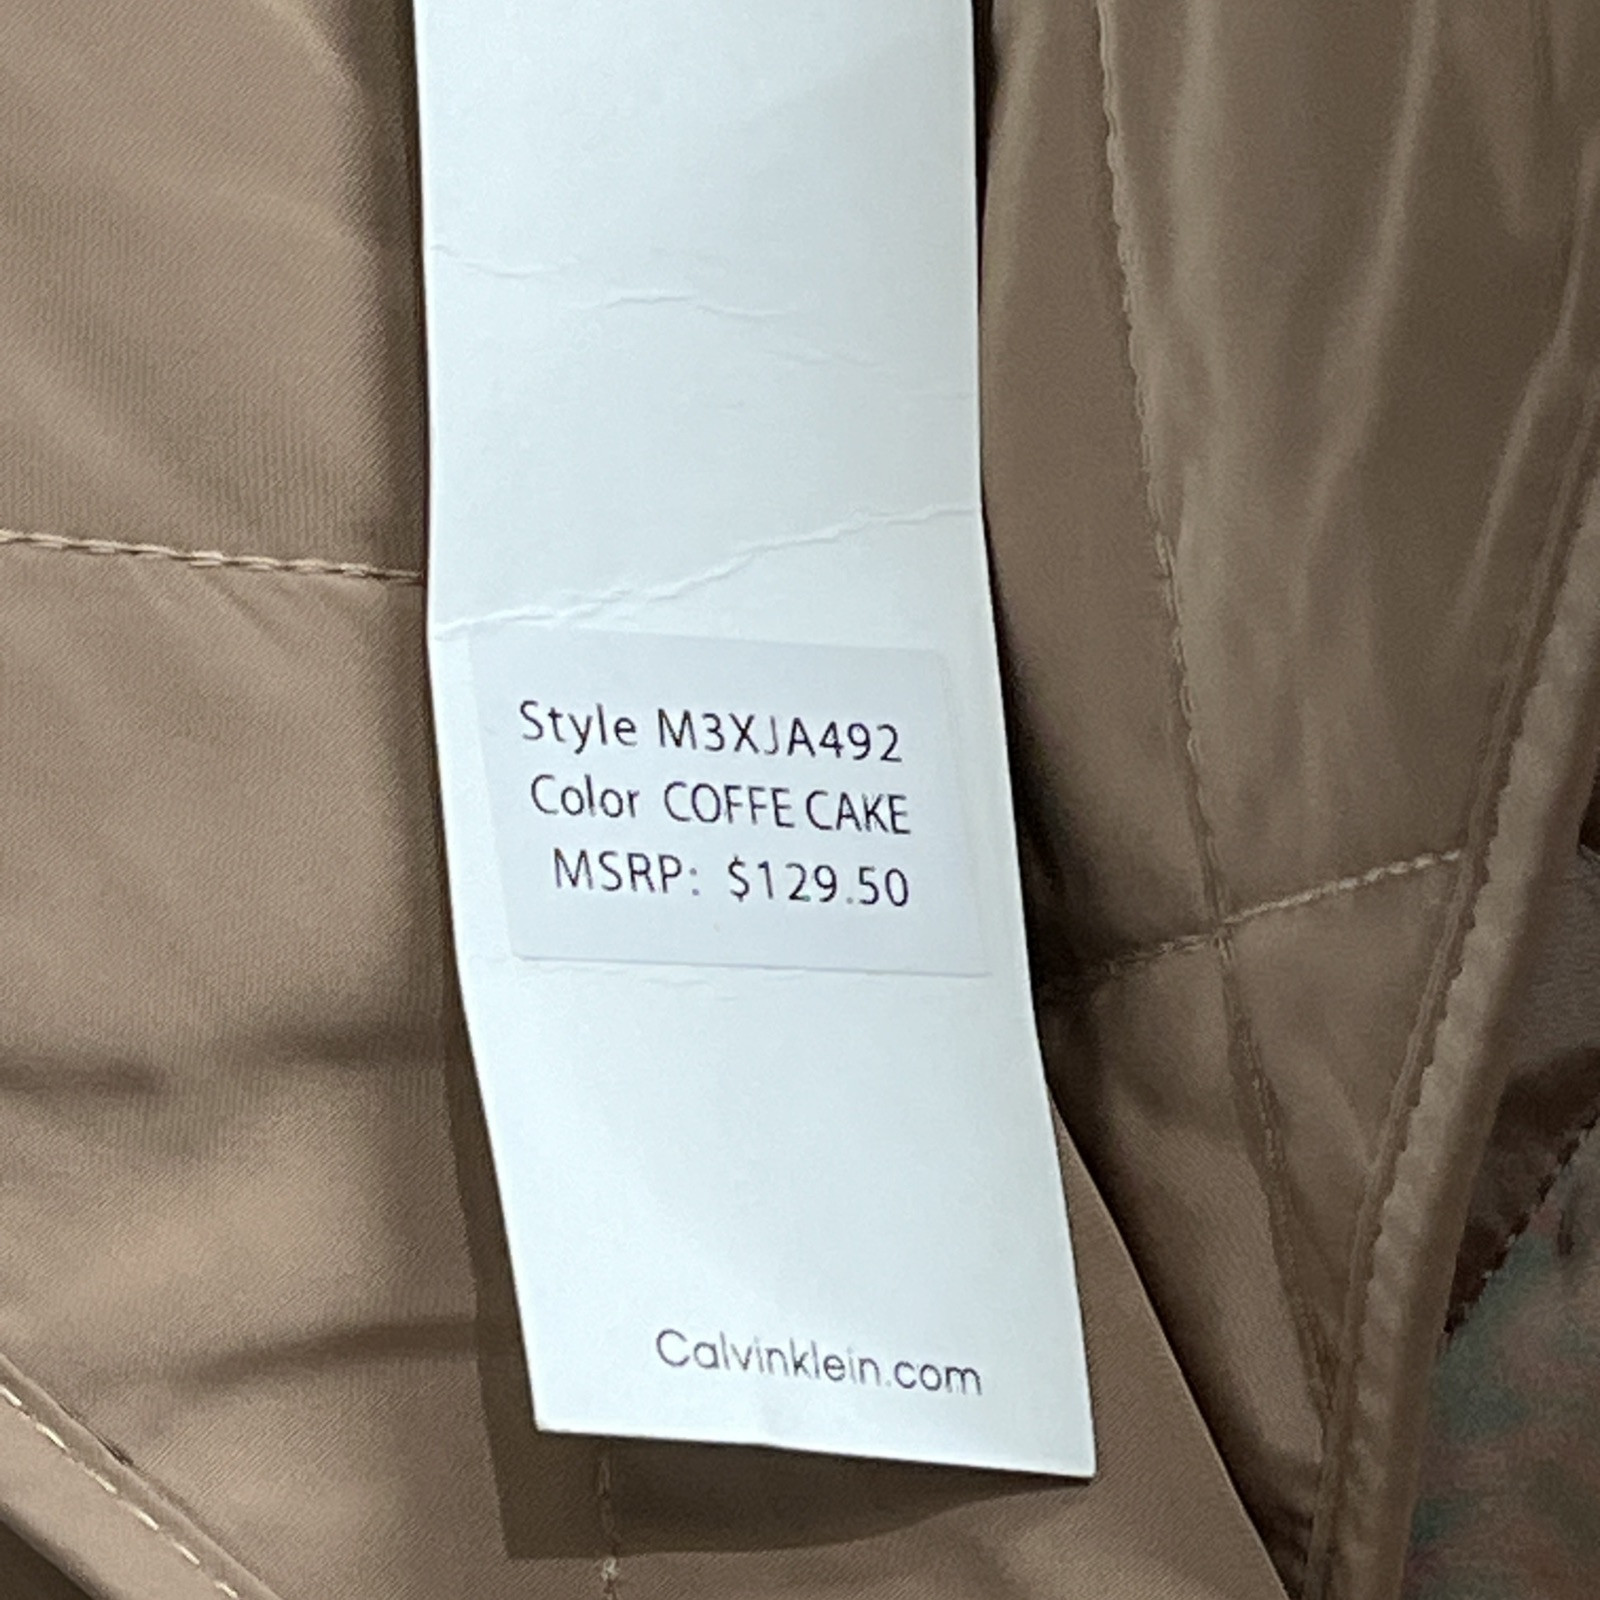 Style M3XJA492
Color COFFE CAKE
MSRP: $129.50
Calvinklein.com